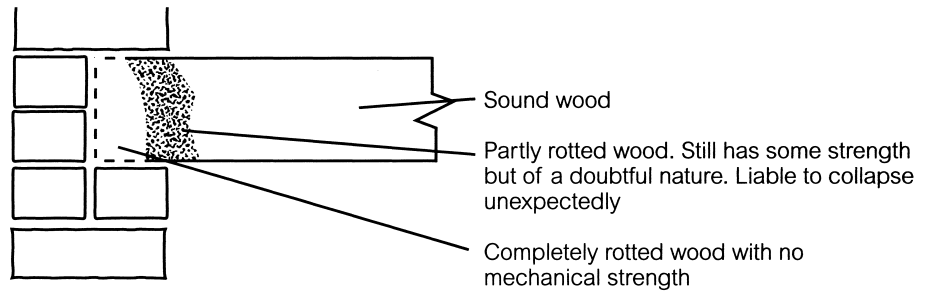 Sound wood
Partly rotted wood. Still has some strength
but of a doubtful nature. Liable to collapse
unexpectedly
Completely rotted wood with no
mechanical strength